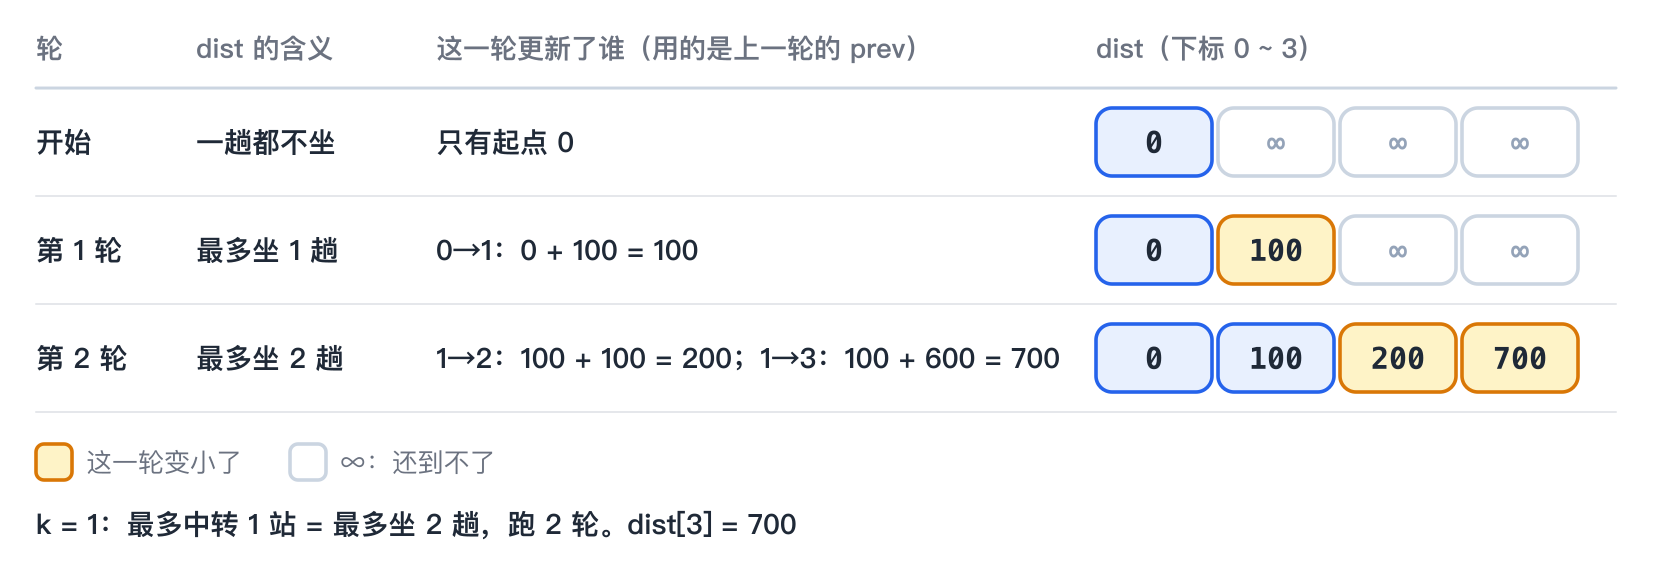 轮 dist 的含义 这一轮更新了谁（用的是上一轮的 prev） dist（下标 0 ~ 3）
开始 一趟都不坐 只有起点 0 0 ∞ ∞ ∞
第 1 轮 最多坐 1 趟 0→1：0 + 100 = 100 0 100 ∞ ∞
第 2 轮 最多坐 2 趟 1→2：100 + 100 = 200；1→3：100 + 600 = 700 0 100 200 700
这一轮变小了 ∞：还到不了
k = 1：最多中转 1 站 = 最多坐 2 趟，跑 2 轮。dist[3] = 700